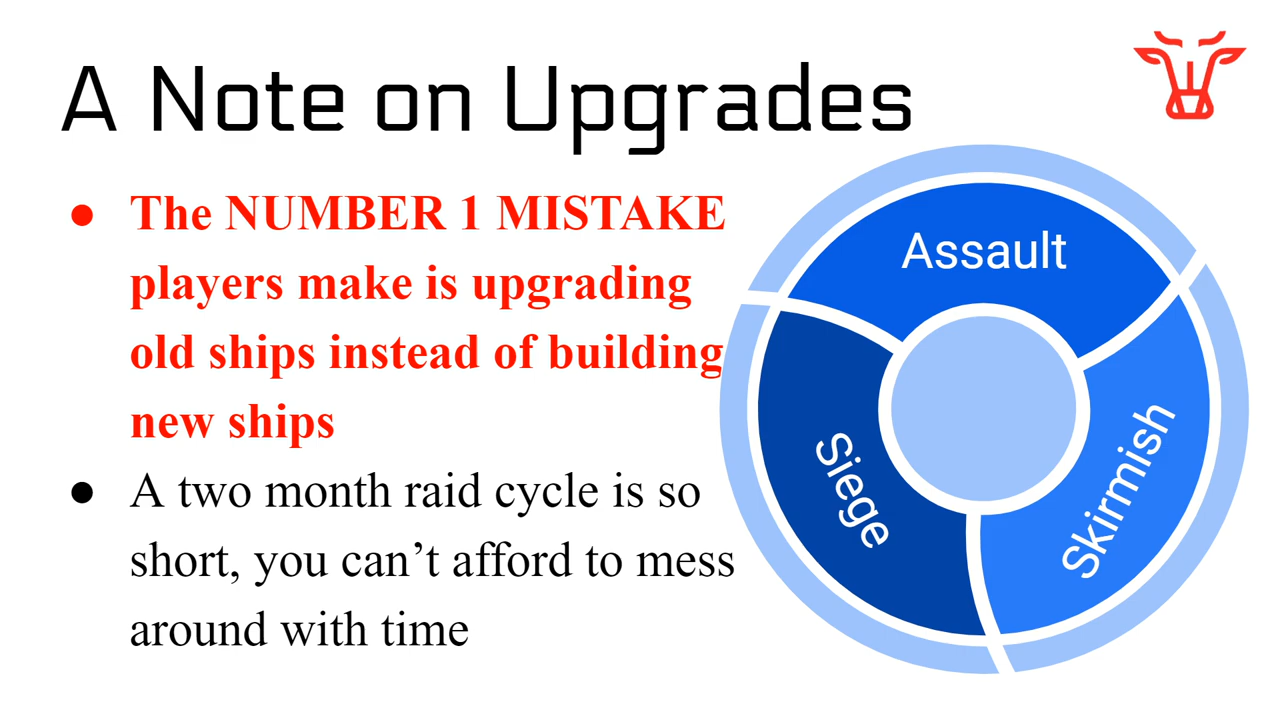 A Note on Upgrades
● The NUMBER 1 MISTAKE
players make is upgrading
old ships instead of building
new ships
● A two month raid cycle is so
short, you can’t afford to mess
around with time
Assault
Siege
Skirmish